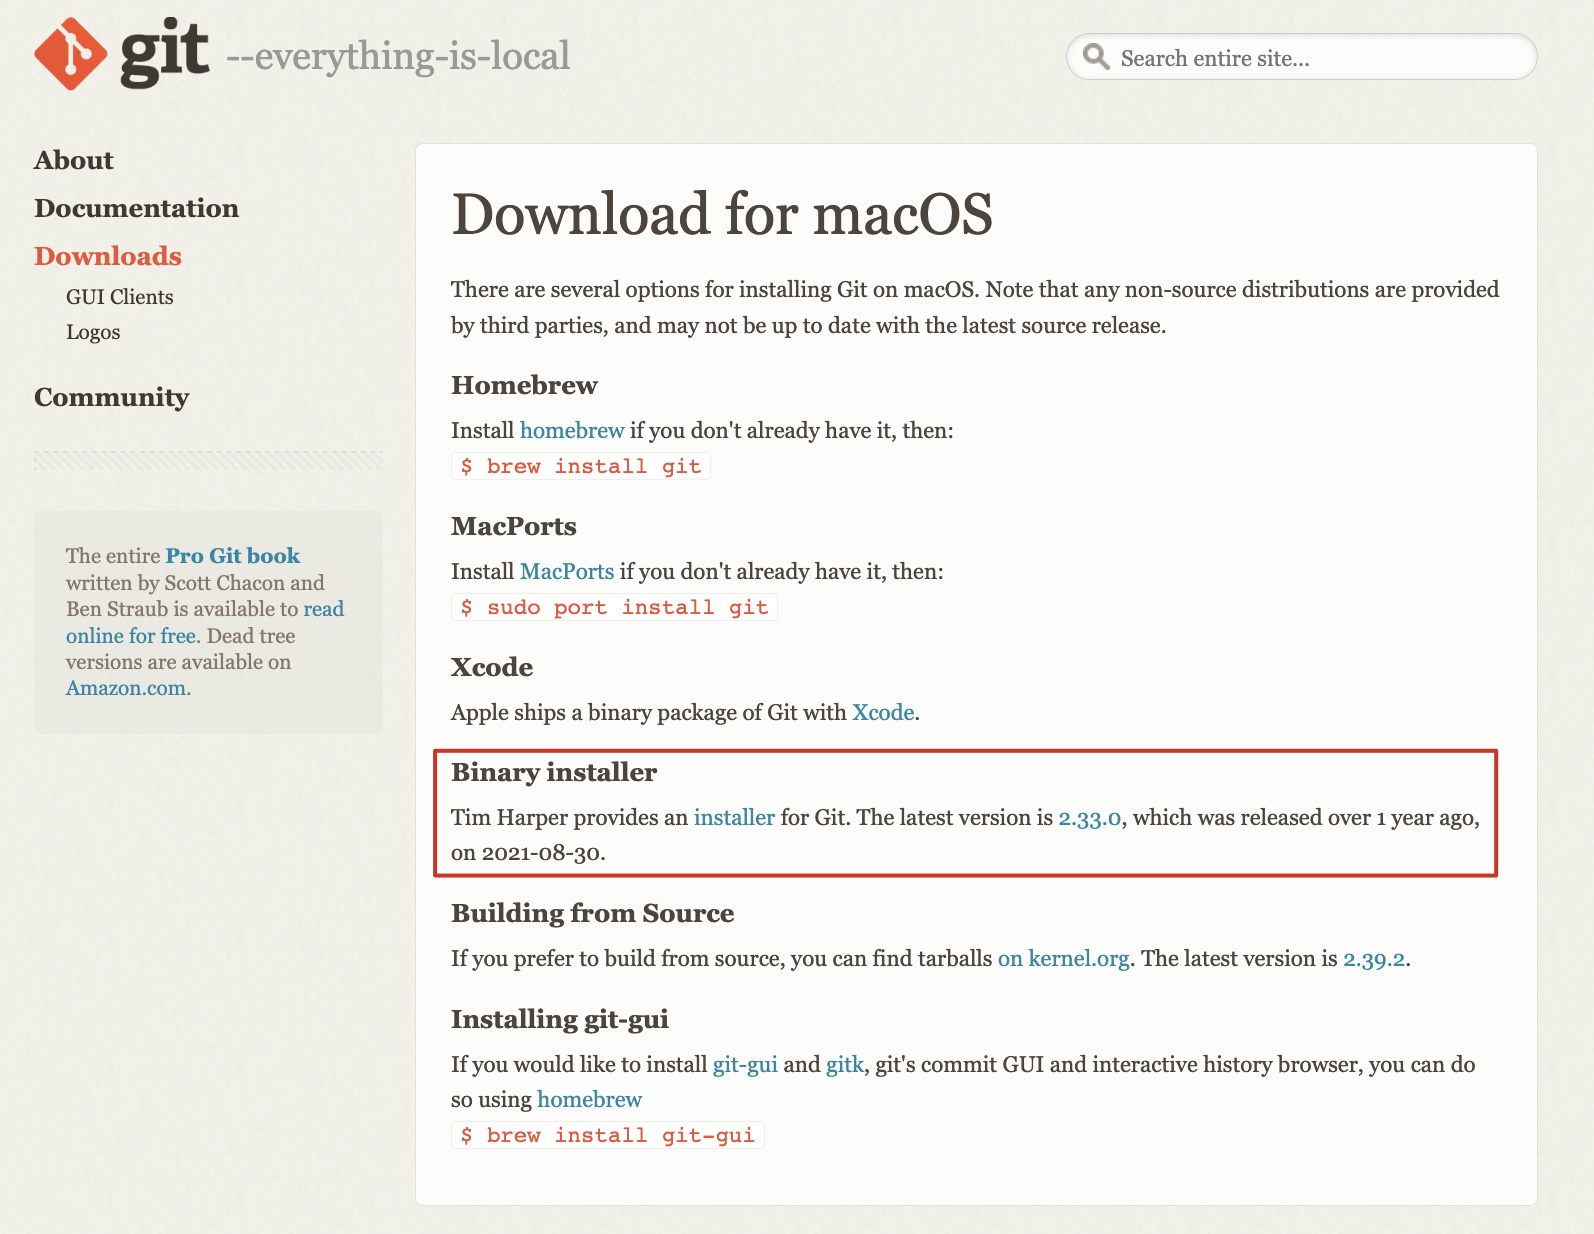 git --everything-is-local
Search entire site...
About
Documentation
Downloads
GUI Clients
Logos
Community
The entire Pro Git book
written by Scott Chacon and
Ben Straub is available to read
online for free. Dead tree
versions are available on
Amazon.com.
Download for macOS
There are several options for installing Git on macOS. Note that any non-source distributions are provided
by third parties, and may not be up to date with the latest source release.
Homebrew
Install homebrew if you don't already have it, then:
$ brew install git
MacPorts
Install MacPorts if you don't already have it, then:
$ sudo port install git
Xcode
Apple ships a binary package of Git with Xcode.
Binary installer
Tim Harper provides an installer for Git. The latest version is 2.33.0, which was released over 1 year ago,
on 2021-08-30.
Building from Source
If you prefer to build from source, you can find tarballs on kernel.org. The latest version is 2.39.2.
Installing git-gui
If you would like to install git-gui and gitk, git's commit GUI and interactive history browser, you can do
so using homebrew
$ brew install git-gui